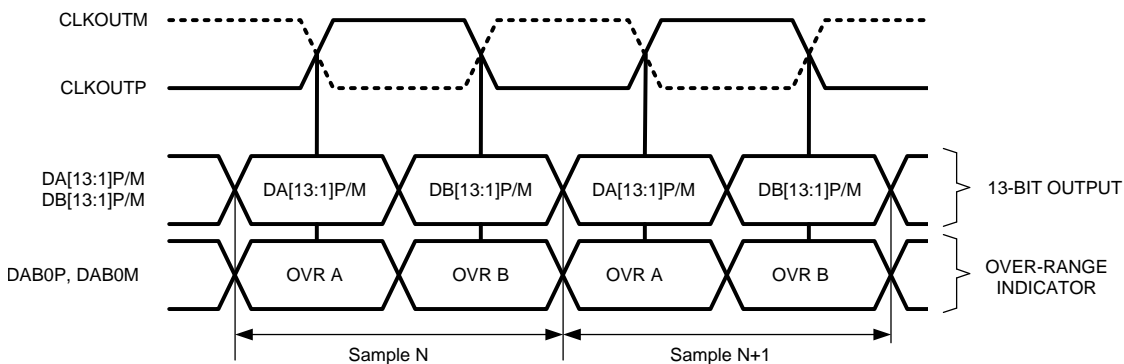 CLKOUTM
CLKOUTP
DA[13:1]P/M
DB[13:1]P/M
DA[13:1]P/M
DB[13:1]P/M
DA[13:1]P/M
DB[13:1]P/M
13-BIT OUTPUT
DAB0P, DAB0M
OVR A
OVR B
OVR A
OVR B
OVER-RANGE
INDICATOR
Sample N
Sample N+1